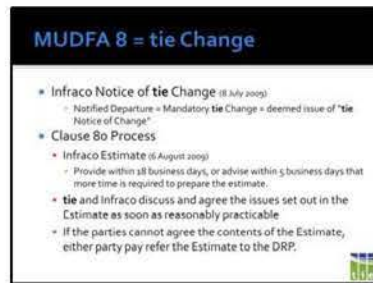 MUDFA 8 = tie Change
• Infraco Notice of tie Change (8 July 2009)
• Notified Departure = Mandatory tie Change = deemed issue of "tie
Notice of Change"
• Clause 80 Process
• Infraco Estimate (6 August 2009)
• Provide within 18 business days, or advise within 5 business days that
more time is required to prepare the estimate.
• tie and Infraco discuss and agree the issues set out in the
Estimate as soon as reasonably practicable
• If the parties cannot agree the contents of the Estimate,
either party pay refer the Estimate to the DRP.
tie